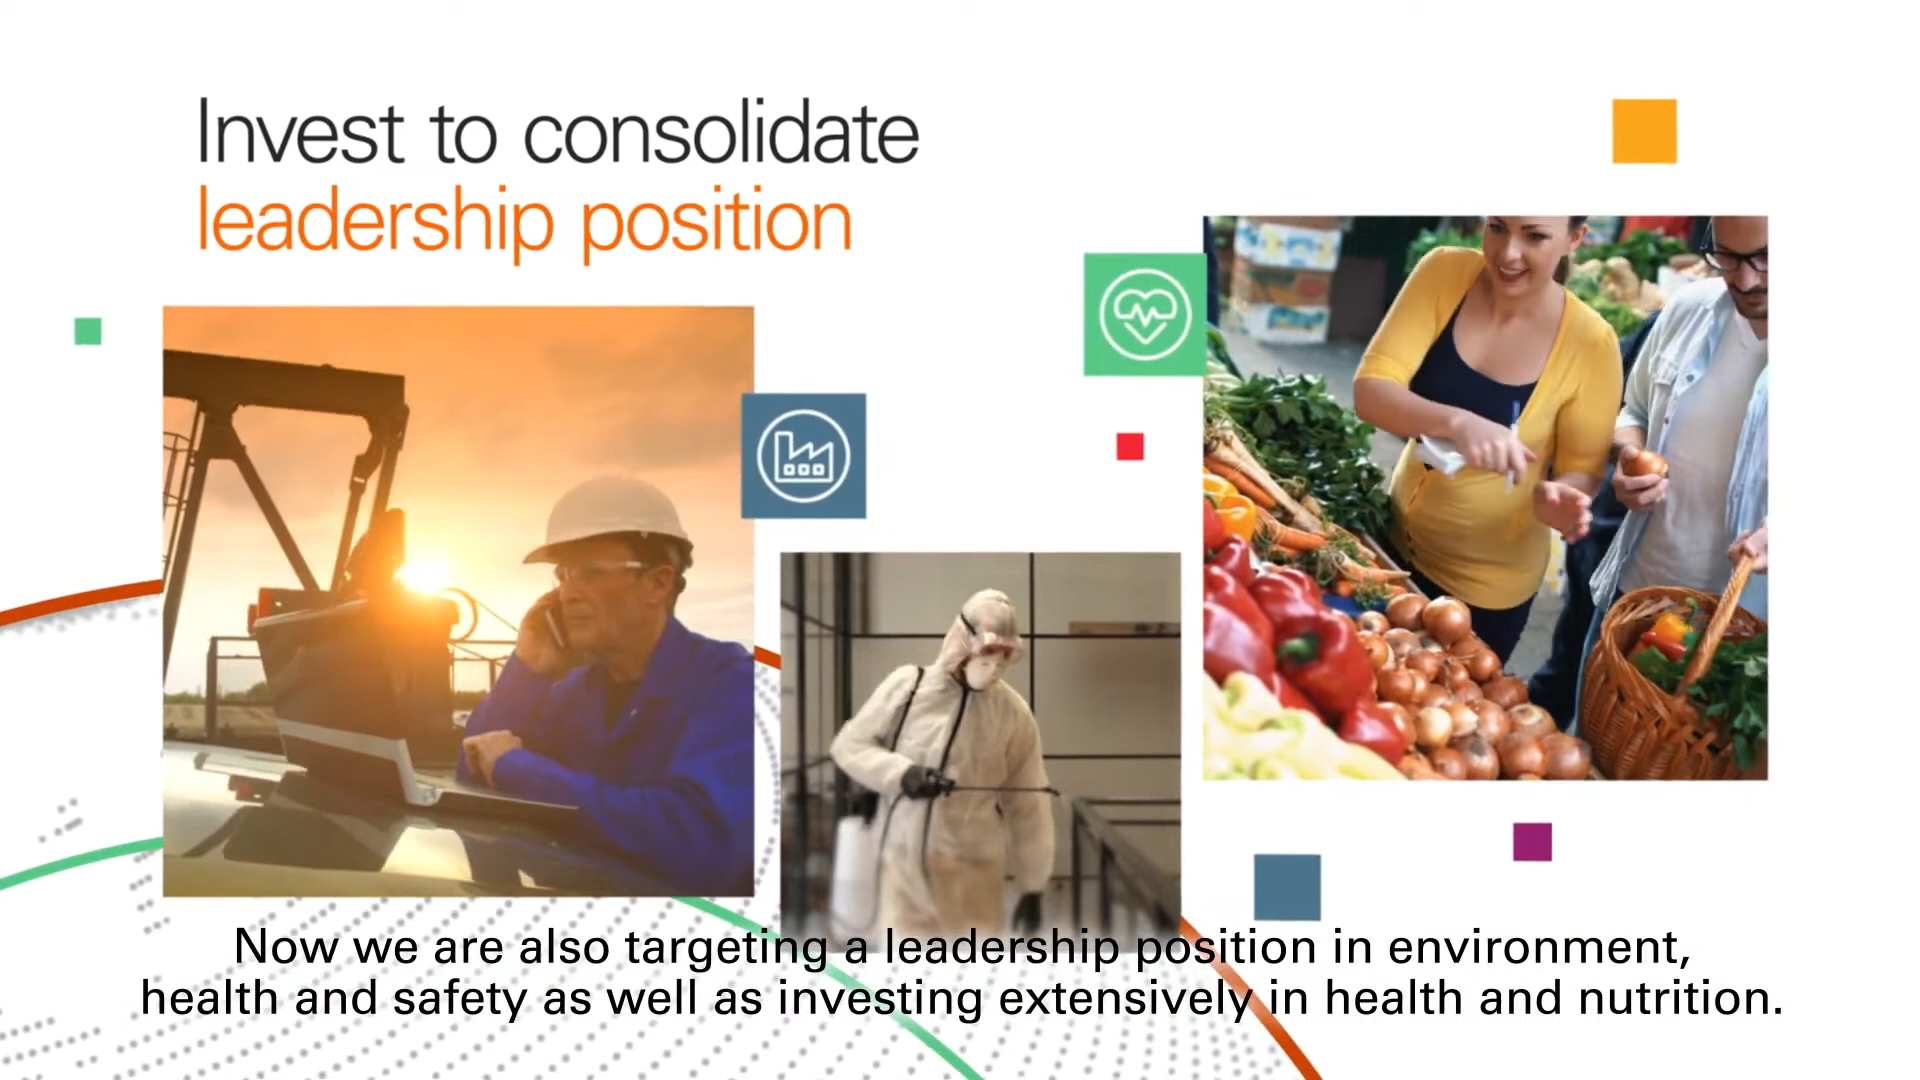 Invest to consolidate
leadership position
Now we are also targeting a leadership position in environment,
health and safety as well as investing extensively in health and nutrition.